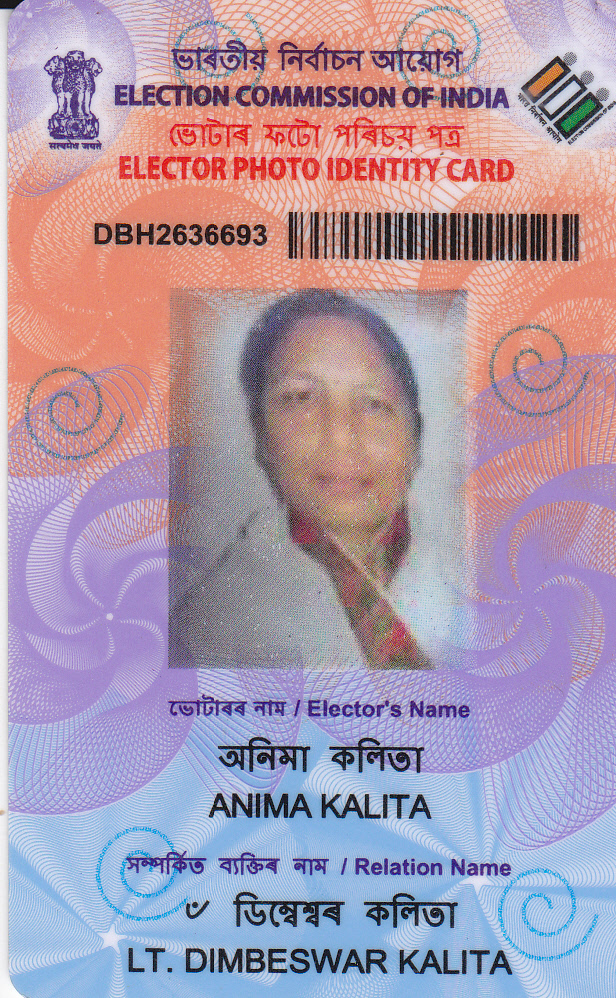 ভাৰতীয় নিৰ্বাচন আয়োগ
ELECTION COMMISSION OF INDIA
ভোটাৰ ফটো পৰিচয় পত্ৰ
ELECTOR PHOTO IDENTITY CARD
सत्यमेव जयते
DBH2636693
ভোটাৰৰ নাম / Elector's Name
অনিমা কলিতা
ANIMA KALITA
সম্পৰ্কিত ব্যক্তিৰ নাম / Relation Name
ডিম্বেশ্বৰ কলিতা
LT. DIMBESWAR KALITA